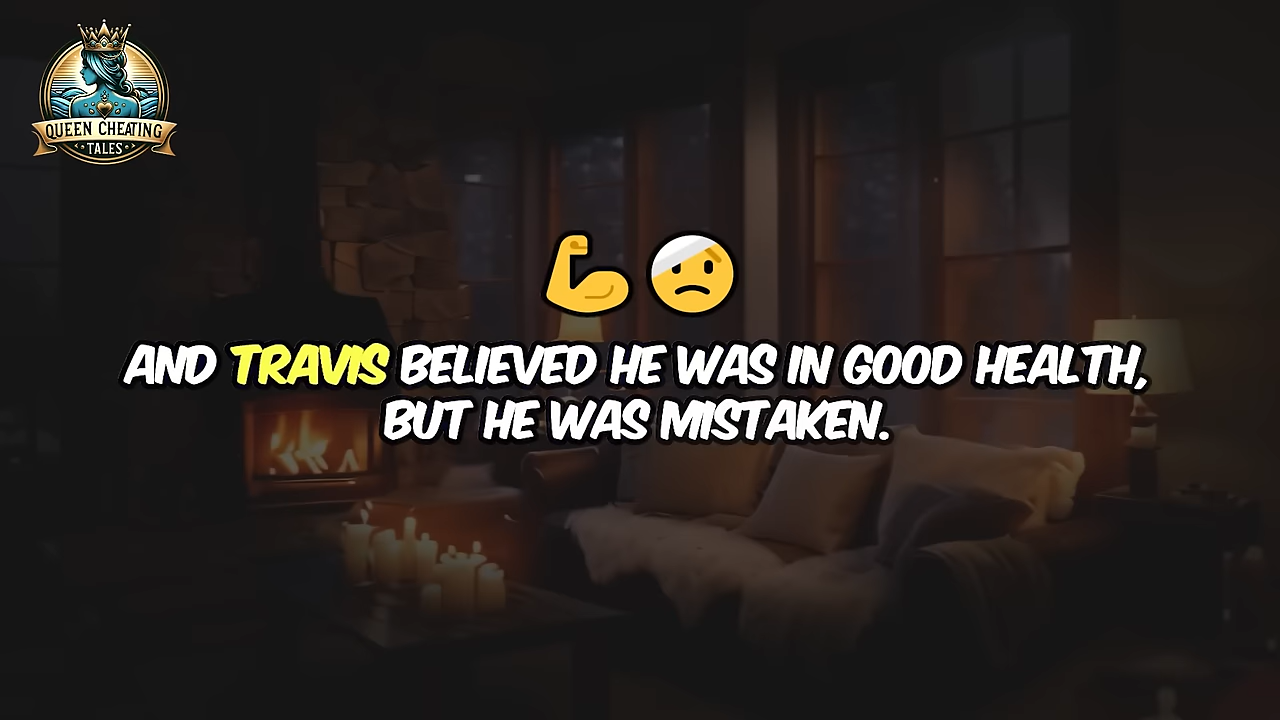 QUEEN CHEATING
TALES
AND TRAVIS BELIEVED HE WAS IN GOOD HEALTH,
BUT HE WAS MISTAKEN.